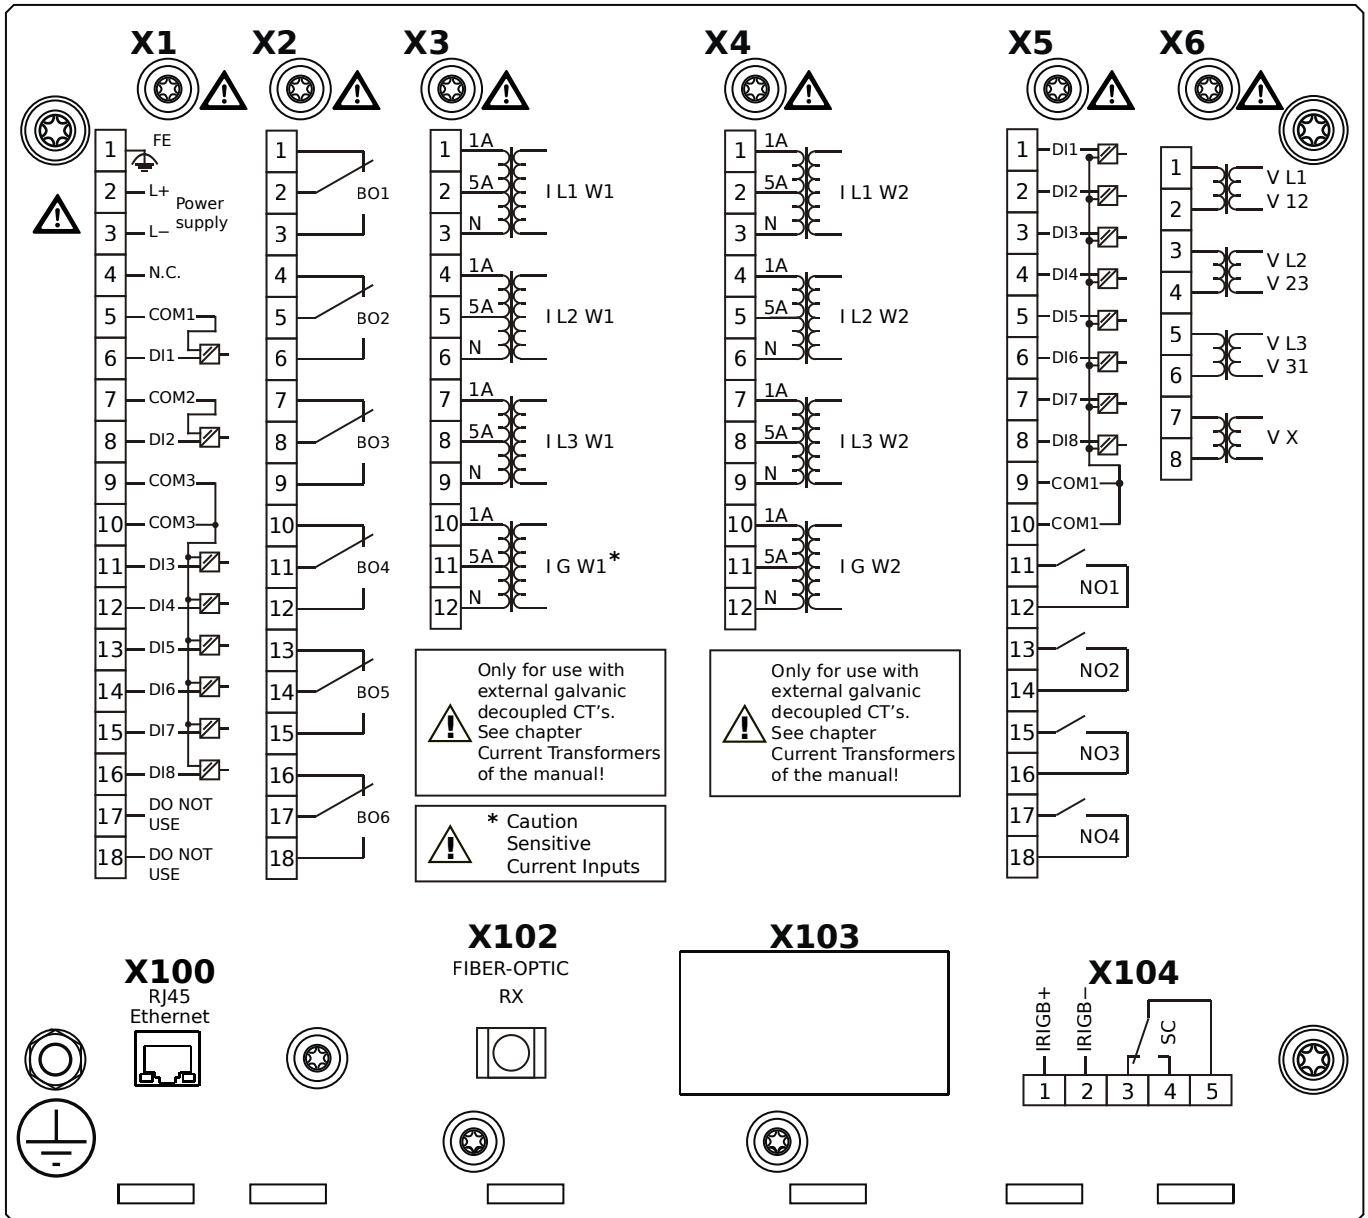 X1
X2
X3
X4
X5
X6
1 FE
2 L+
Power
supply
3 L−
4 N.C.
5 COM1
6 DI1
7 COM2
8 DI2
9 COM3
10 COM3
11 DI3
12 DI4
13 DI5
14 DI6
15 DI7
16 DI8
17 DO NOT
USE
18 DO NOT
USE
1
2 BO1
3
4
5 BO2
6
7
8 BO3
9
10
11 BO4
12
13
14 BO5
15
16
17 BO6
18
1 1A
2 5A I L1 W1
3 N
4 1A
5 5A I L2 W1
6 N
7 1A
8 5A I L3 W1
9 N
10 1A
11 5A I G W1*
12 N
Only for use with
external galvanic
decoupled CT's.
See chapter
Current Transformers
of the manual!
* Caution
Sensitive
Current Inputs
1 1A
2 5A I L1 W2
3 N
4 1A
5 5A I L2 W2
6 N
7 1A
8 5A I L3 W2
9 N
10 1A
11 5A I G W2
12 N
Only for use with
external galvanic
decoupled CT's.
See chapter
Current Transformers
of the manual!
1 DI1
2 DI2
3 DI3
4 DI4
5 DI5
6 DI6
7 DI7
8 DI8
9 COM1
10 COM1
11
NO1
12
13
NO2
14
15
NO3
16
17
NO4
18
1
V L1
V 12
2
3
V L2
V 23
4
5
V L3
V 31
6
7
V X
8
X100
RJ45
Ethernet
X102
FIBER-OPTIC
RX
X103
X104
IRIGB+
IRIGB−
SC
1 2 3 4 5